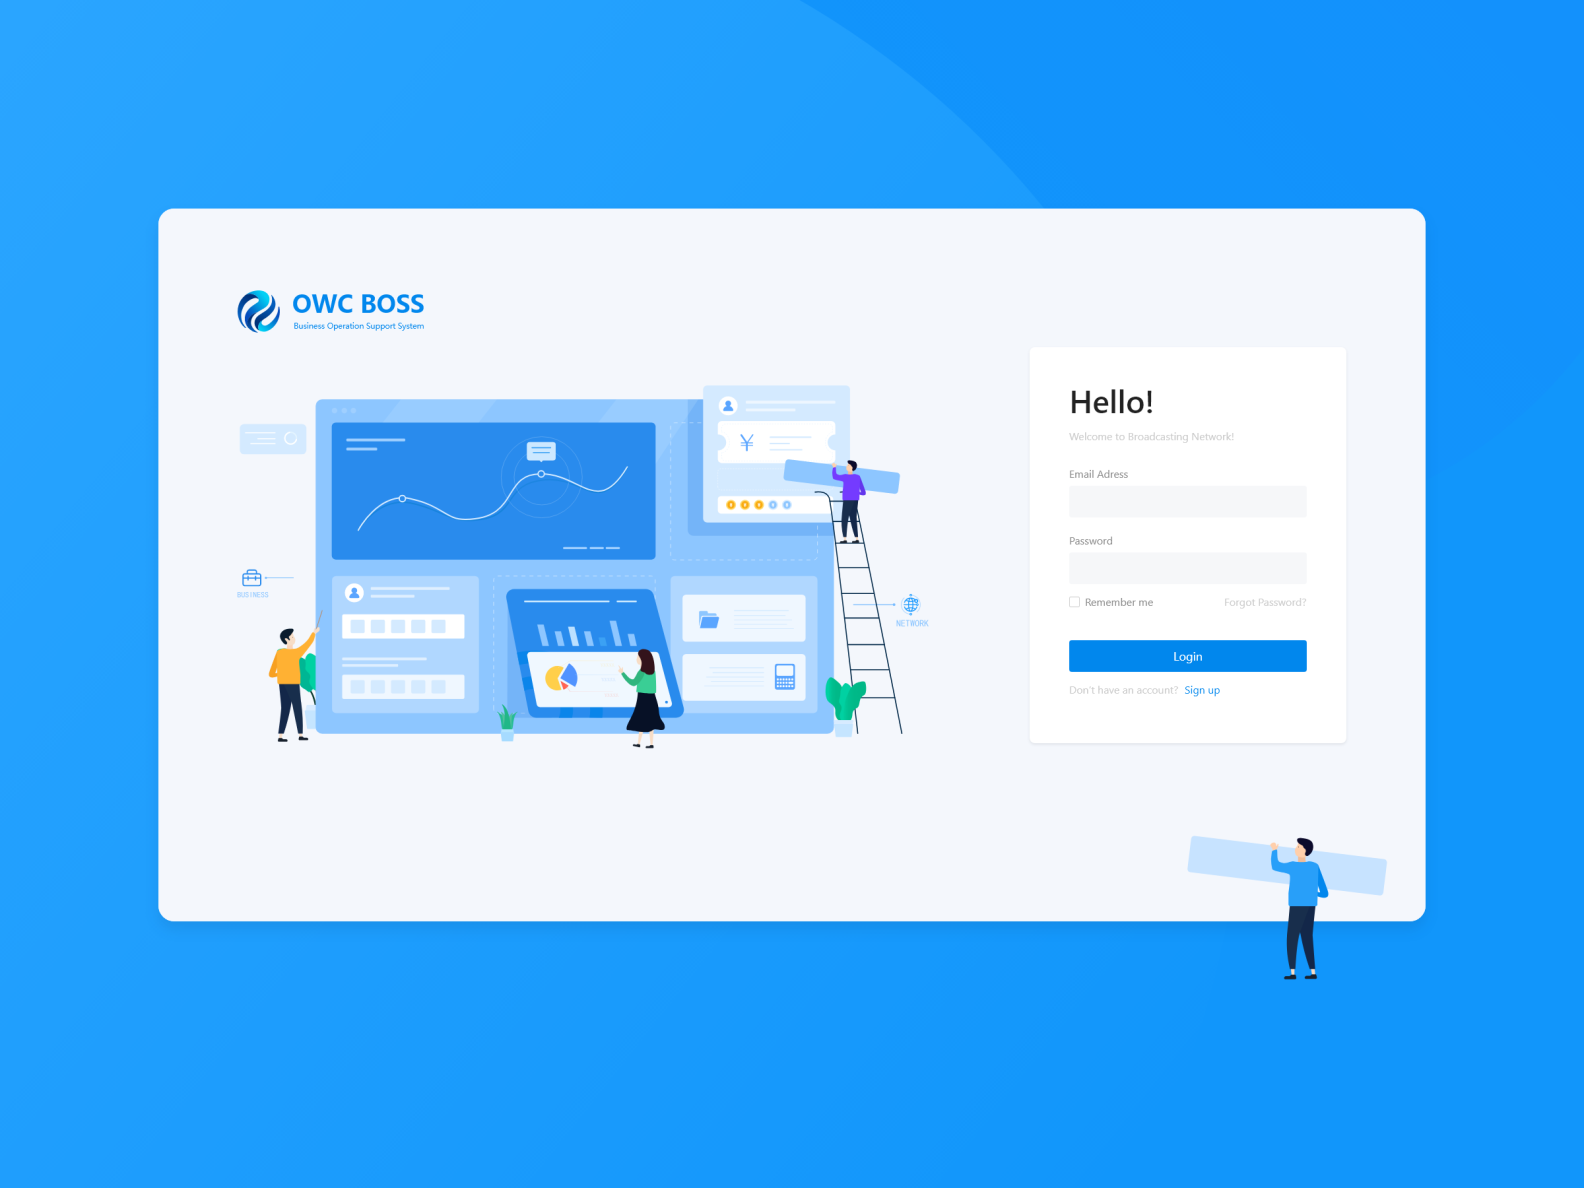 OWC BOSS
Business Operation Support System
¥
BUSINESS
NETWORK
Hello!
Welcome to Broadcasting Network!
Email Adress
Password
Remember me
Forgot Password?
Login
Don't have an account? Sign up